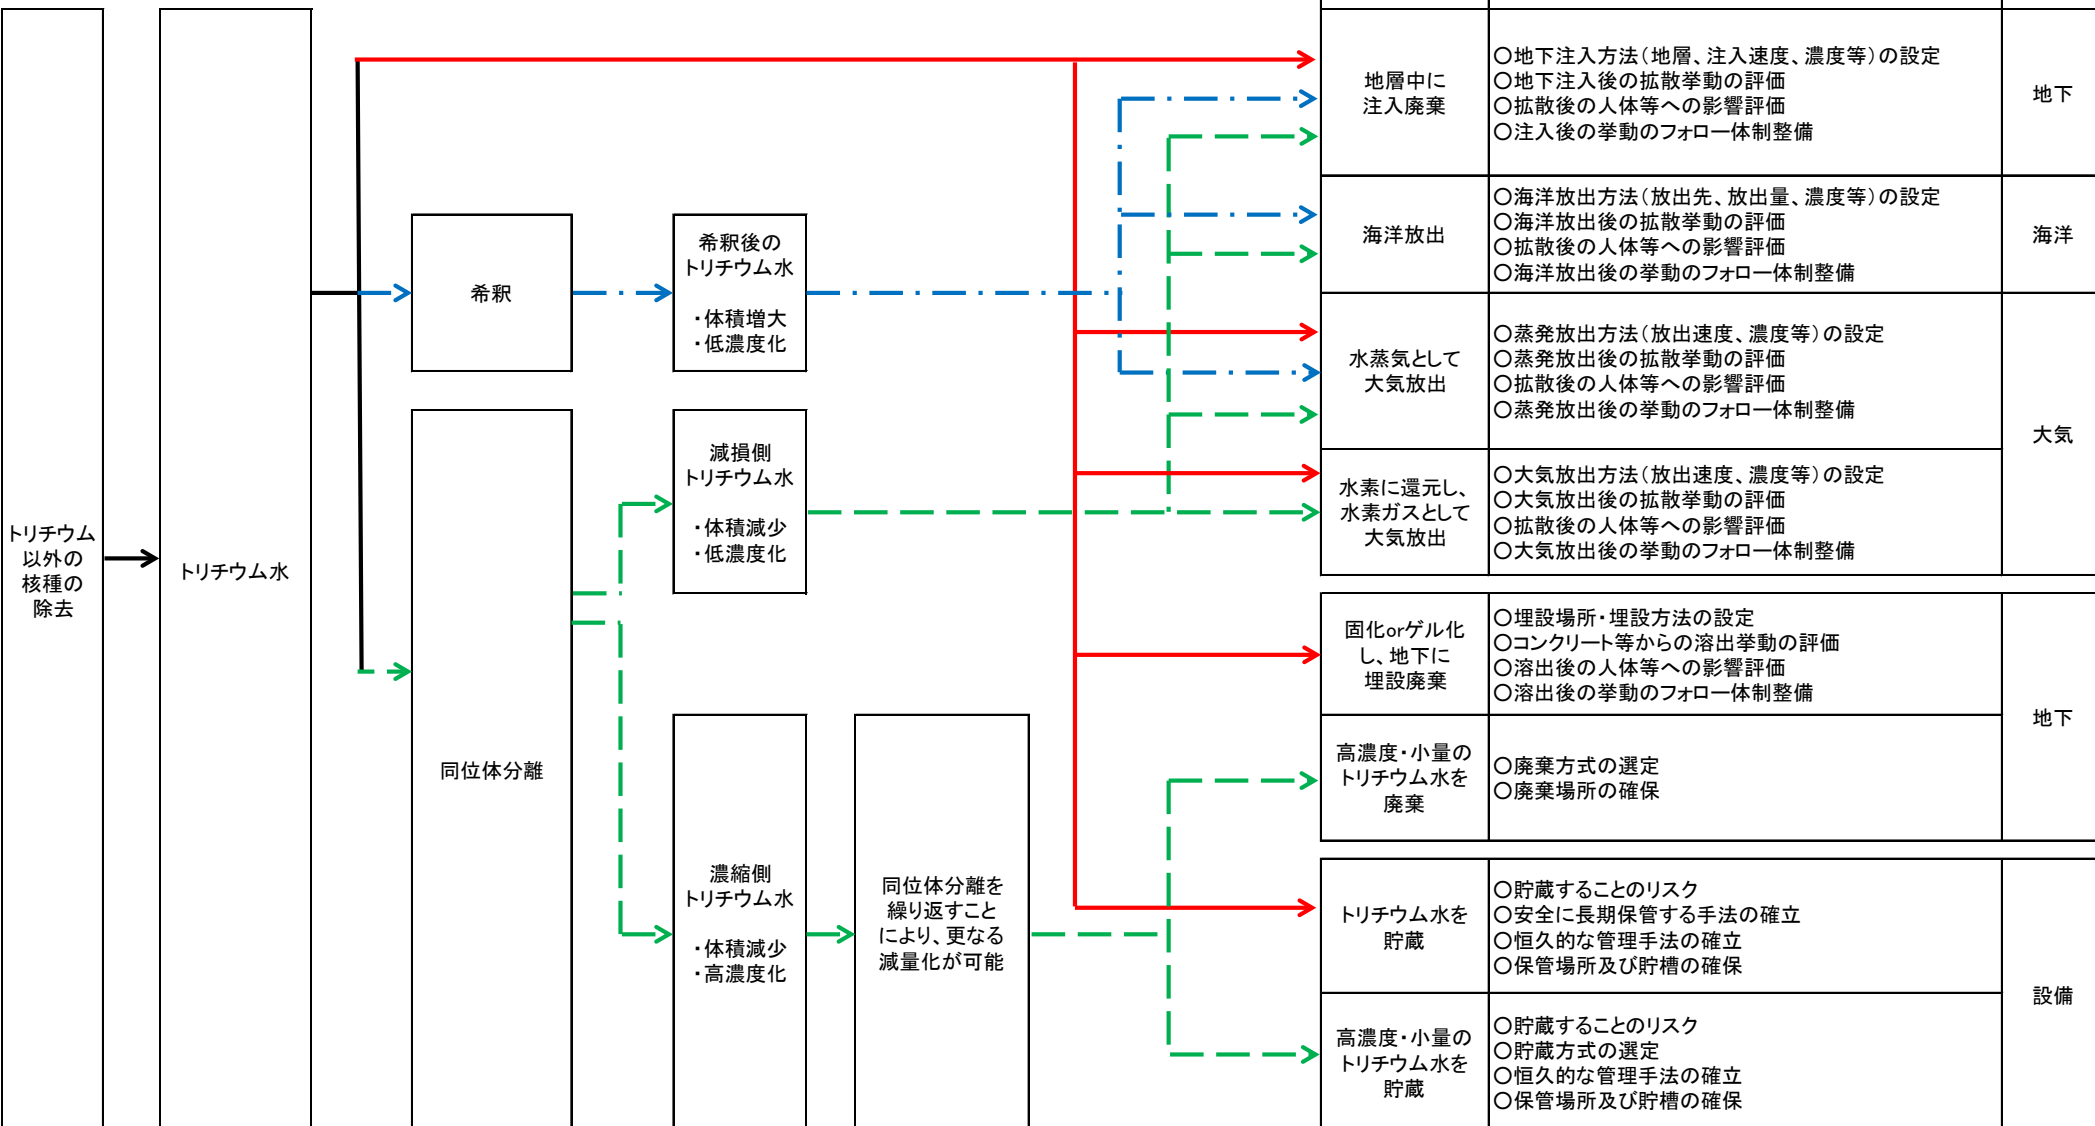 トリチウム
以外の
核種の
除去
トリチウム水
希釈
希釈後の
トリチウム水
・体積増大
・低濃度化
同位体分離
減損側
トリチウム水
・体積減少
・低濃度化
濃縮側
トリチウム水
・体積減少
・高濃度化
同位体分離を
繰り返すこと
により、更なる
減量化が可能
地層中に
注入廃棄
○地下注入方法(地層、注入速度、濃度等)の設定
○地下注入後の拡散挙動の評価
○拡散後の人体等への影響評価
○注入後の挙動のフォロー体制整備
地下
海洋放出
○海洋放出方法(放出先、放出量、濃度等)の設定
○海洋放出後の拡散挙動の評価
○拡散後の人体等への影響評価
○海洋放出後の挙動のフォロー体制整備
海洋
水蒸気として
大気放出
○蒸発放出方法(放出速度、濃度等)の設定
○蒸発放出後の拡散挙動の評価
○拡散後の人体等への影響評価
○蒸発放出後の挙動のフォロー体制整備
大気
水素に還元し、
水素ガスとして
大気放出
○大気放出方法(放出速度、濃度等)の設定
○大気放出後の拡散挙動の評価
○拡散後の人体等への影響評価
○大気放出後の挙動のフォロー体制整備
固化orゲル化
し、地下に
埋設廃棄
○埋設場所・埋設方法の設定
○コンクリート等からの溶出挙動の評価
○溶出後の人体等への影響評価
○溶出後の挙動のフォロー体制整備
地下
高濃度・小量の
トリチウム水を
廃棄
○廃棄方式の選定
○廃棄場所の確保
トリチウム水を
貯蔵
○貯蔵することのリスク
○安全に長期保管する手法の確立
○恒久的な管理手法の確立
○保管場所及び貯槽の確保
設備
高濃度・小量の
トリチウム水を
貯蔵
○貯蔵することのリスク
○貯蔵方式の選定
○恒久的な管理手法の確立
○保管場所及び貯槽の確保